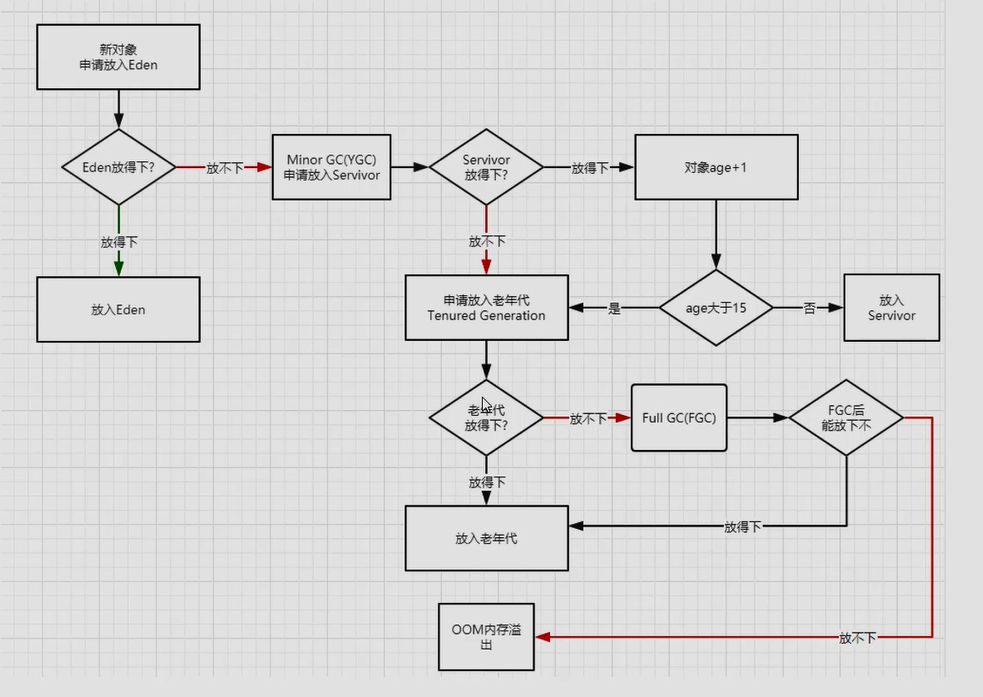 新对象
申请放入Eden
Eden放得下?
放不下
Minor GC(YGC)
申请放入Servivor
Servivor
放得下?
放得下
对象age+1
放得下
放不下
放入Eden
申请放入老年代
Tenured Generation
是
age大于15
否
放入
Servivor
老年代
放得下?
放不下
Full GC(FGC)
FGC后
能放下不
放得下
放入老年代
放得下
OOM内存溢
出
放不下